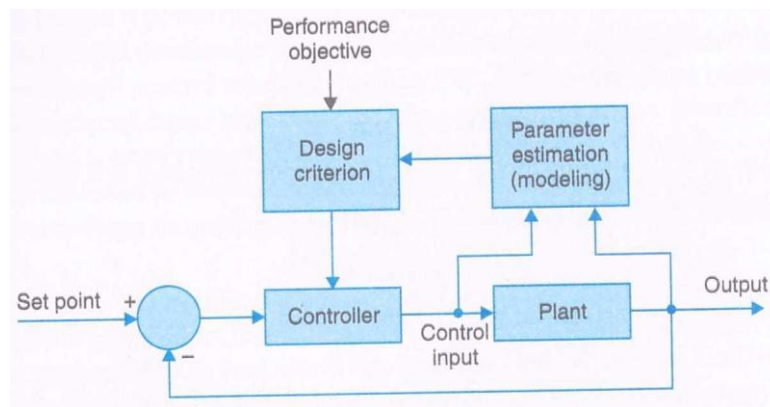 Performance
objective
Design
criterion
Parameter
estimation
(modeling)
Set point
+
−
Controller
Control
input
Plant
Output